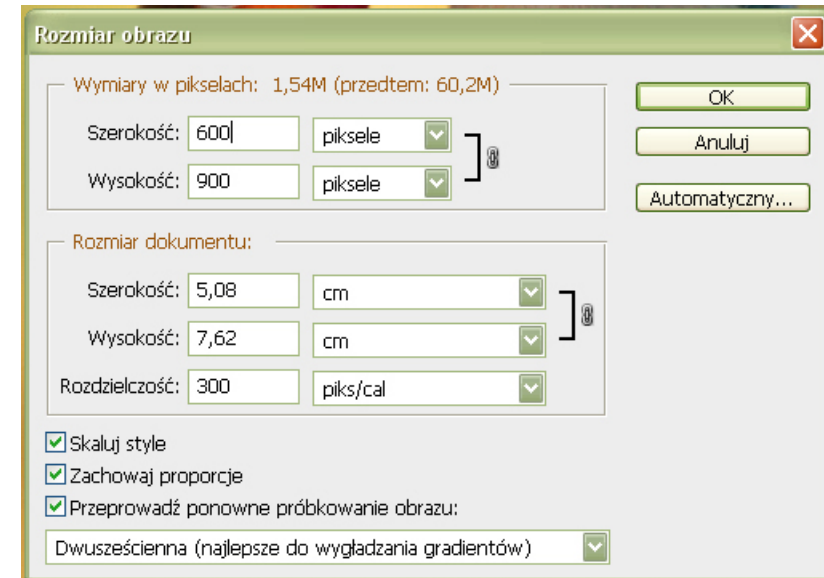 Rozmiar obrazu
Wymiary w pikselach: 1,54M (przedtem: 60,2M)
Szerokość: 600 piksele
Wysokość: 900 piksele
OK
Anuluj
Automatyczny...
Rozmiar dokumentu:
Szerokość: 5,08 cm
Wysokość: 7,62 cm
Rozdzielczość: 300 piks/cal
Skaluj style
Zachowaj proporcje
Przeprowadź ponowne próbkowanie obrazu:
Dwusześcienna (najlepsze do wygładzania gradientów)